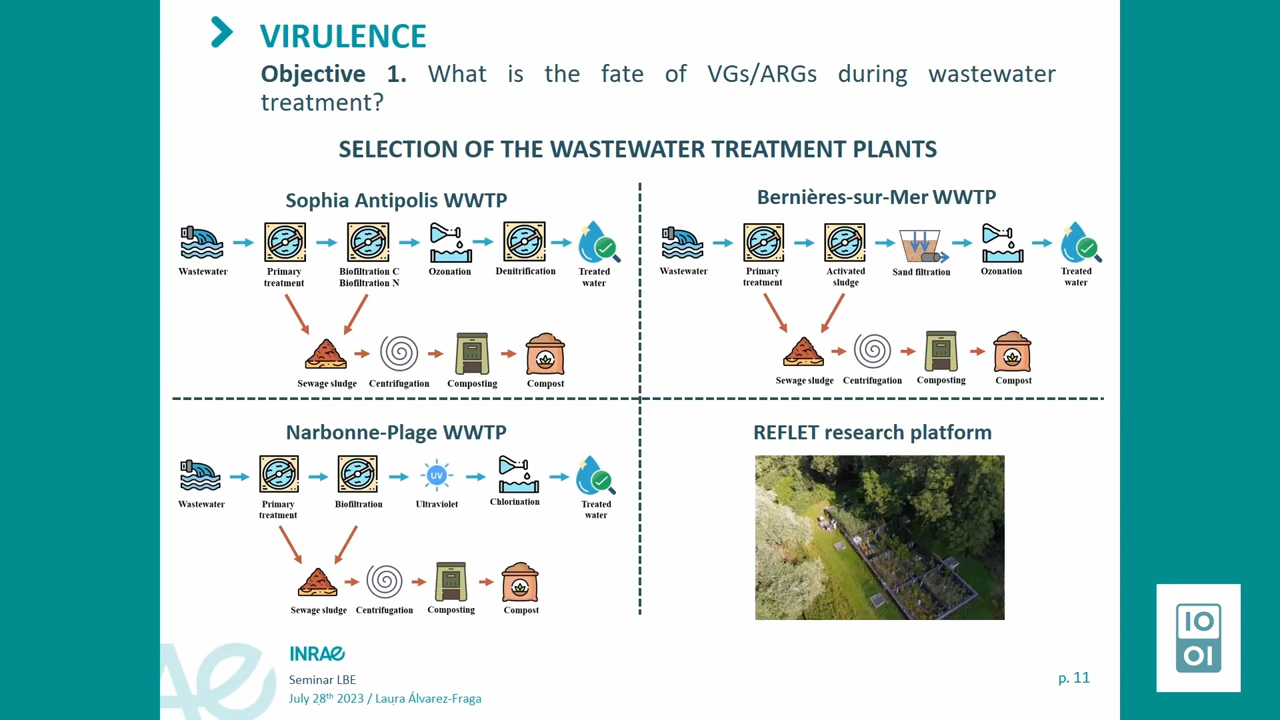 VIRULENCE
Objective 1. What is the fate of VGs/ARGs during wastewater
treatment?
SELECTION OF THE WASTEWATER TREATMENT PLANTS
Sophia Antipolis WWTP
Wastewater
Primary
treatment
Biofiltration C
Biofiltration N
Ozonation
Denitrification
Treated
water
Sewage sludge
Centrifugation
Composting
Compost
Bernières-sur-Mer WWTP
Wastewater
Primary
treatment
Activated
sludge
Sand filtration
Ozonation
Treated
water
Sewage sludge
Centrifugation
Composting
Compost
Narbonne-Plage WWTP
Wastewater
Primary
treatment
Biofiltration
UV
Ultraviolet
Chlorination
Treated
water
Sewage sludge
Centrifugation
Composting
Compost
REFLET research platform
INRAE
Seminar LBE
July 28th 2023 / Laura Álvarez-Fraga
p. 11
IO
OI